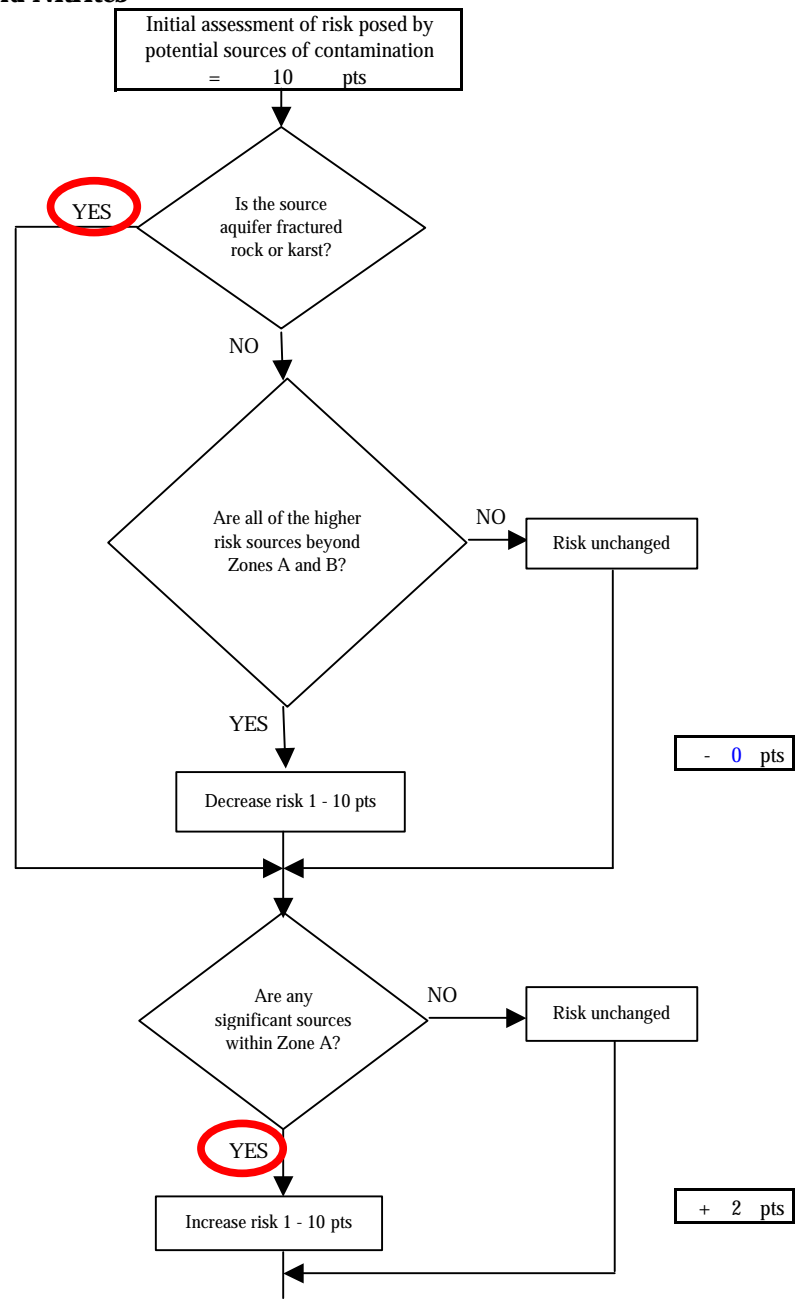 Initial assessment of risk posed by
potential sources of contamination
= 10 pts
YES
Is the source
aquifer fractured
rock or karst?
NO
Are all of the higher
risk sources beyond
Zones A and B?
NO
Risk unchanged
YES
- 0 pts
Decrease risk 1 - 10 pts
Are any
significant sources
within Zone A?
NO
Risk unchanged
YES
+ 2 pts
Increase risk 1 - 10 pts